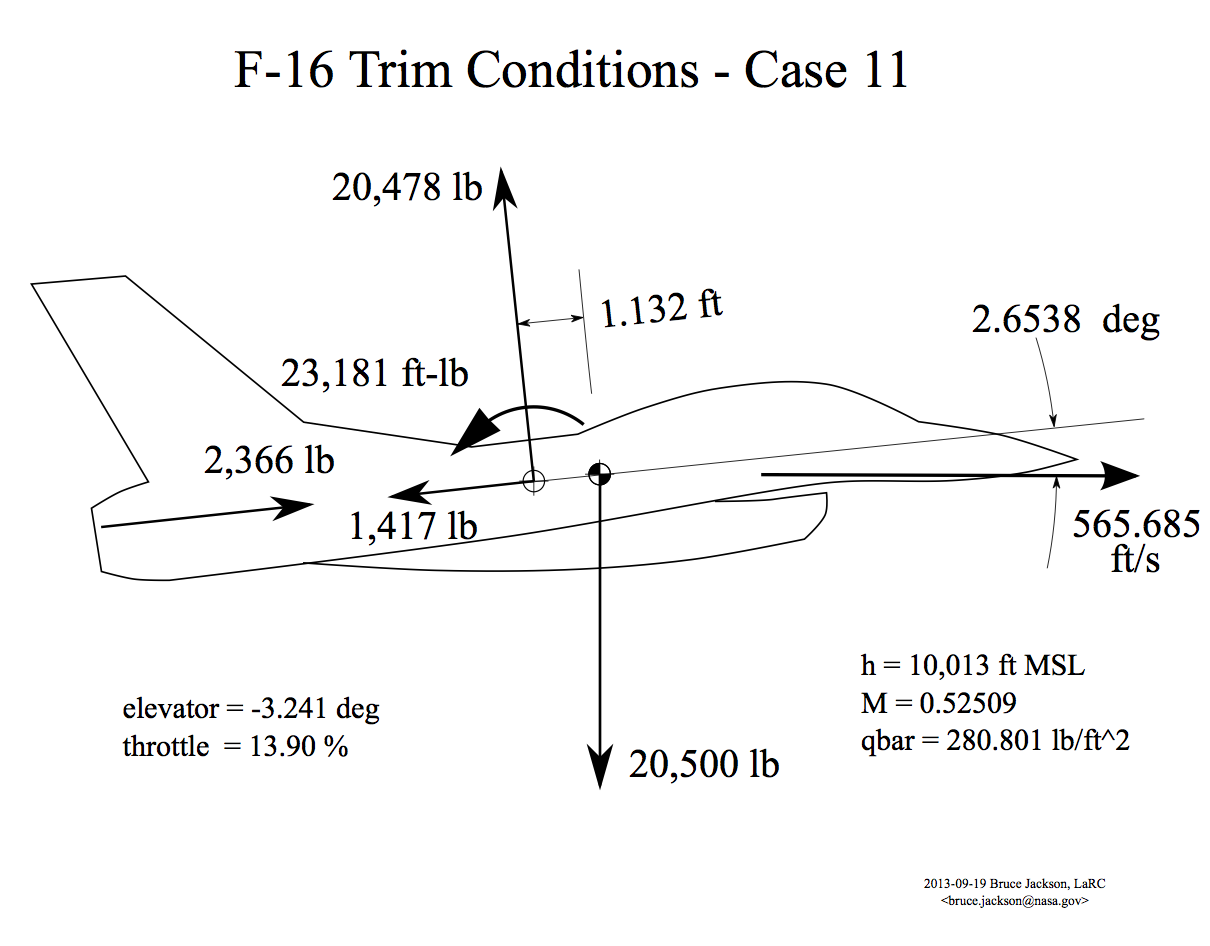 F-16 Trim Conditions - Case 11
20,478 lb
1.132 ft
2.6538 deg
23,181 ft-lb
2,366 lb
1,417 lb
565.685
ft/s
h = 10,013 ft MSL
M = 0.52509
qbar = 280.801 lb/ft^2
elevator = -3.241 deg
throttle = 13.90 %
20,500 lb
2013-09-19 Bruce Jackson, LaRC
<bruce.jackson@nasa.gov>